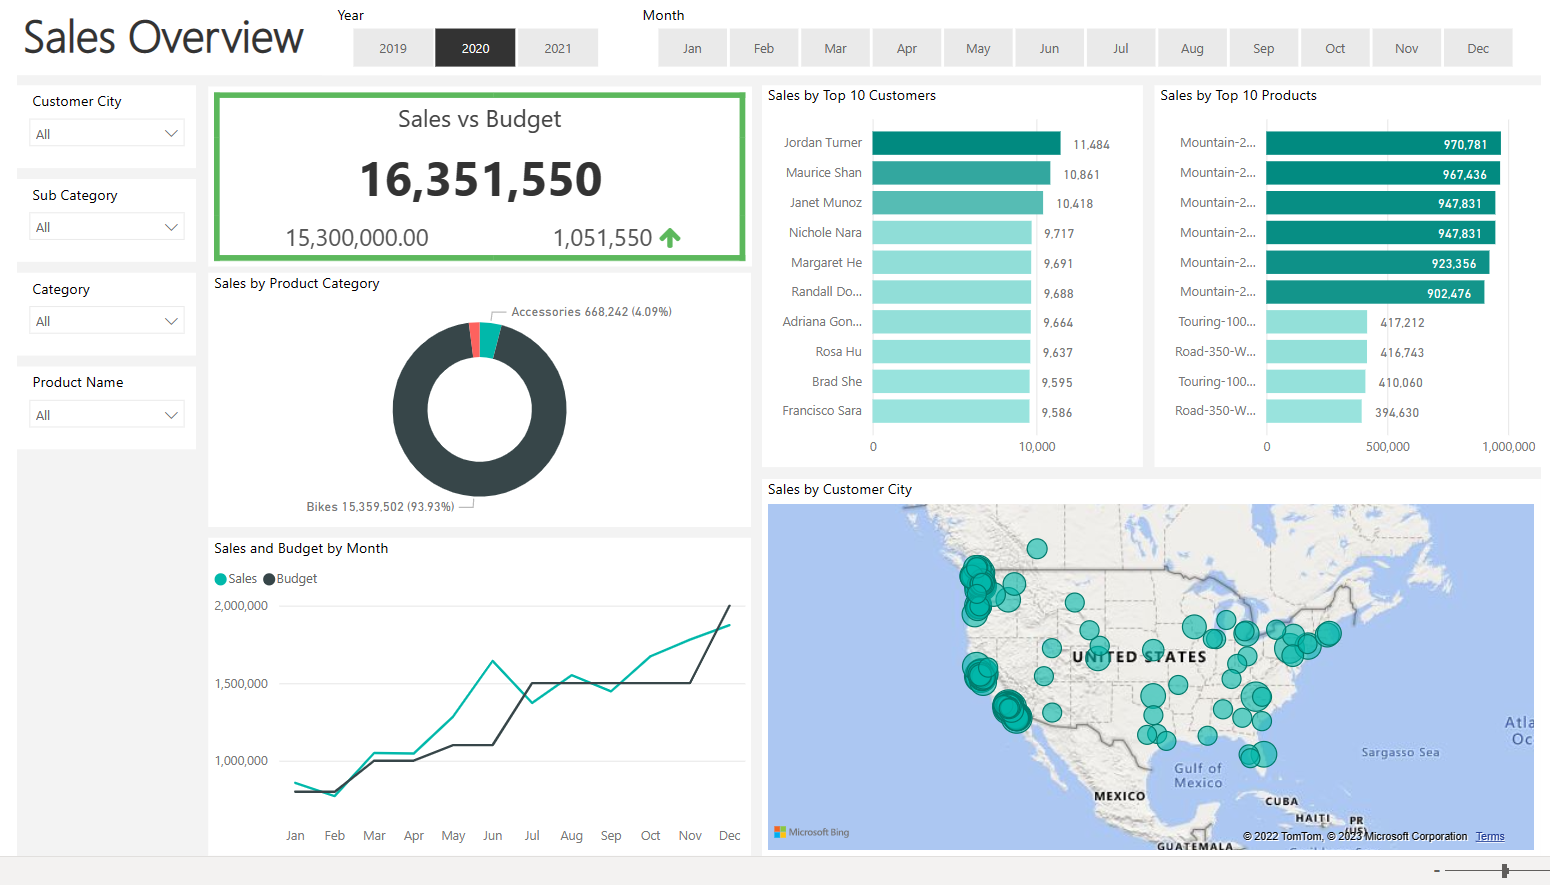 Sales Overview
Year
2019
2020
2021
Month
Jan
Feb
Mar
Apr
May
Jun
Jul
Aug
Sep
Oct
Nov
Dec
Customer City
All
Sub Category
All
Category
All
Product Name
All
Sales vs Budget
16,351,550
15,300,000.00
1,051,550
Sales by Product Category
Accessories 668,242 (4.09%)
Bikes 15,359,502 (93.93%)
Sales and Budget by Month
Sales
Budget
2,000,000
1,500,000
1,000,000
Jan
Feb
Mar
Apr
May
Jun
Jul
Aug
Sep
Oct
Nov
Dec
Sales by Top 10 Customers
Jordan Turner 11,484
Maurice Shan 10,861
Janet Munoz 10,418
Nichole Nara 9,717
Margaret He 9,691
Randall Do... 9,688
Adriana Gon... 9,664
Rosa Hu 9,637
Brad She 9,595
Francisco Sara 9,586
0
10,000
Sales by Top 10 Products
Mountain-2... 970,781
Mountain-2... 967,436
Mountain-2... 947,831
Mountain-2... 947,831
Mountain-2... 923,356
Mountain-2... 902,476
Touring-100... 417,212
Road-350-W... 416,743
Touring-100... 410,060
Road-350-W... 394,630
0
500,000
1,000,000
Sales by Customer City
UNITED STATES
Atla
Oc
Sargasso Sea
Gulf of
Mexico
MEXICO
CUBA
HAITI
PR
(US)
GUATEMALA
Microsoft Bing
© 2022 TomTom, © 2023 Microsoft Corporation
Terms